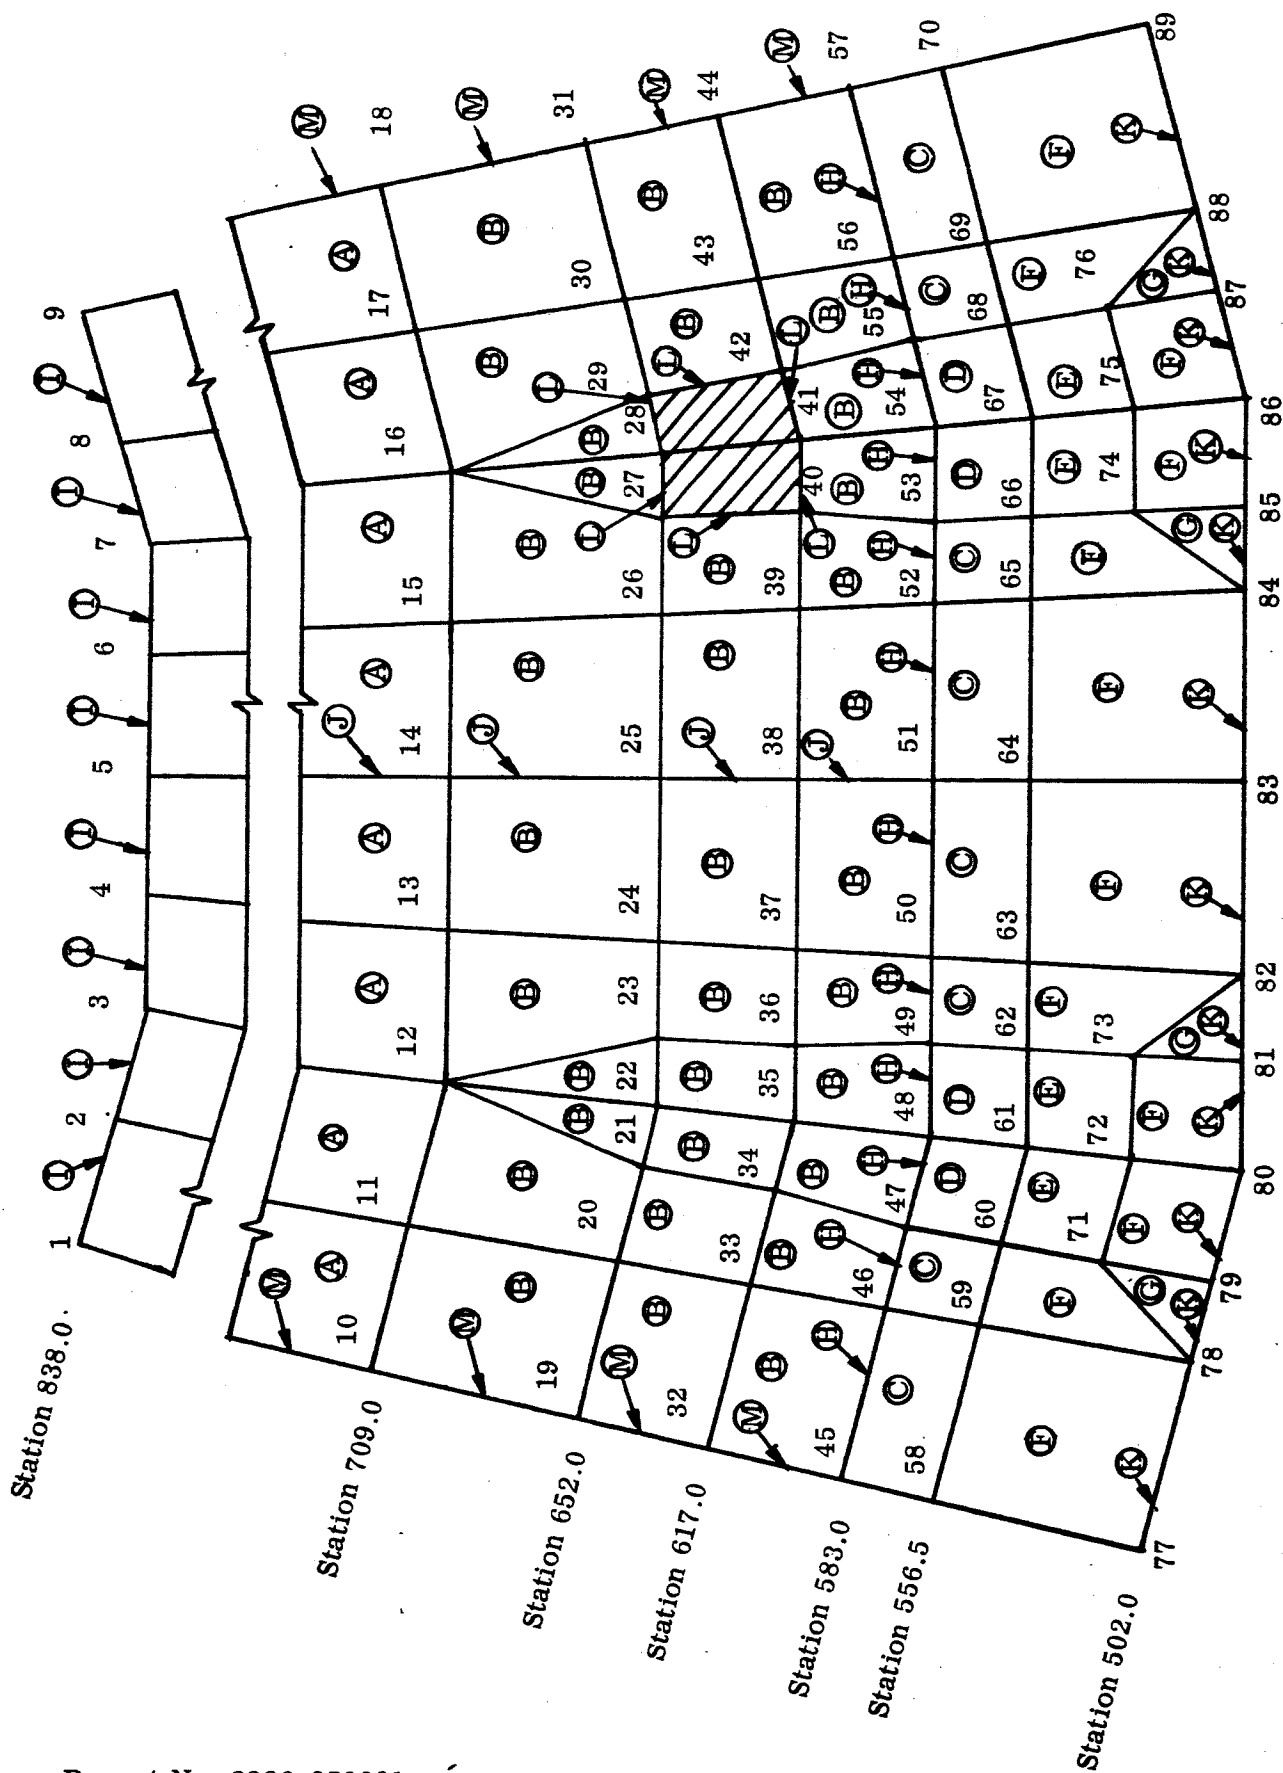 Station 838.0
1
I
2
I
3
I
4
I
5
I
6
I
7
I
8
I
9
M
A
A
A
A
J
A
A
A
A
M
Station 709.0
10
11
12
13
14
15
16
17
18
M
B
B
B
B
B
J
B
B
B
B
B
L
B
B
M
Station 652.0
19
20
21
22
23
24
25
26
27
28
29
30
31
M
B
B
B
B
B
B
J
B
B
L
L
L
B
B
M
Station 617.0
32
33
34
35
36
37
38
39
40
41
42
43
44
M
B
B
B
B
B
B
J
B
B
L
B
B
L
B
B
M
H
H
H
H
H
H
H
H
H
H
H
H
Station 583.0
45
46
47
48
49
50
51
52
53
54
55
56
57
C
C
D
D
C
C
C
C
D
D
C
C
Station 556.5
58
59
60
61
62
63
64
65
66
67
68
69
70
F
F
E
E
F
F
F
F
E
E
F
F
71
72
73
74
75
76
G
F
F
G
G
F
F
G
K
K
K
K
K
K
K
K
K
K
K
K
Station 502.0
77
78
79
80
81
82
83
84
85
86
87
88
89